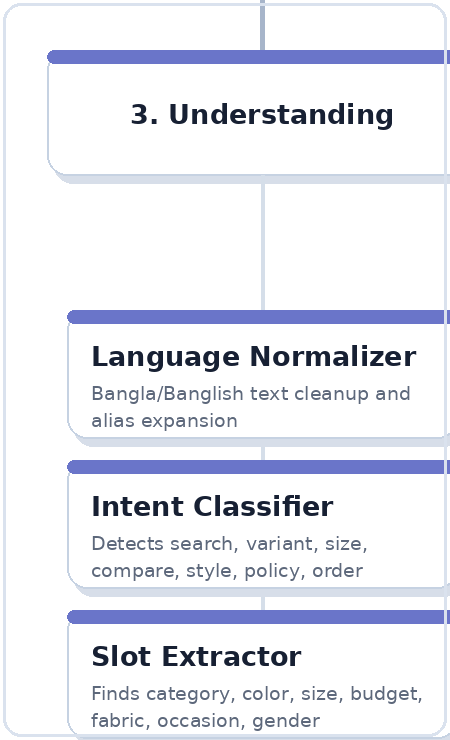 3. Understanding
Language Normalizer
Bangla/Banglish text cleanup and
alias expansion
Intent Classifier
Detects search, variant, size,
compare, style, policy, order
Slot Extractor
Finds category, color, size, budget,
fabric, occasion, gender